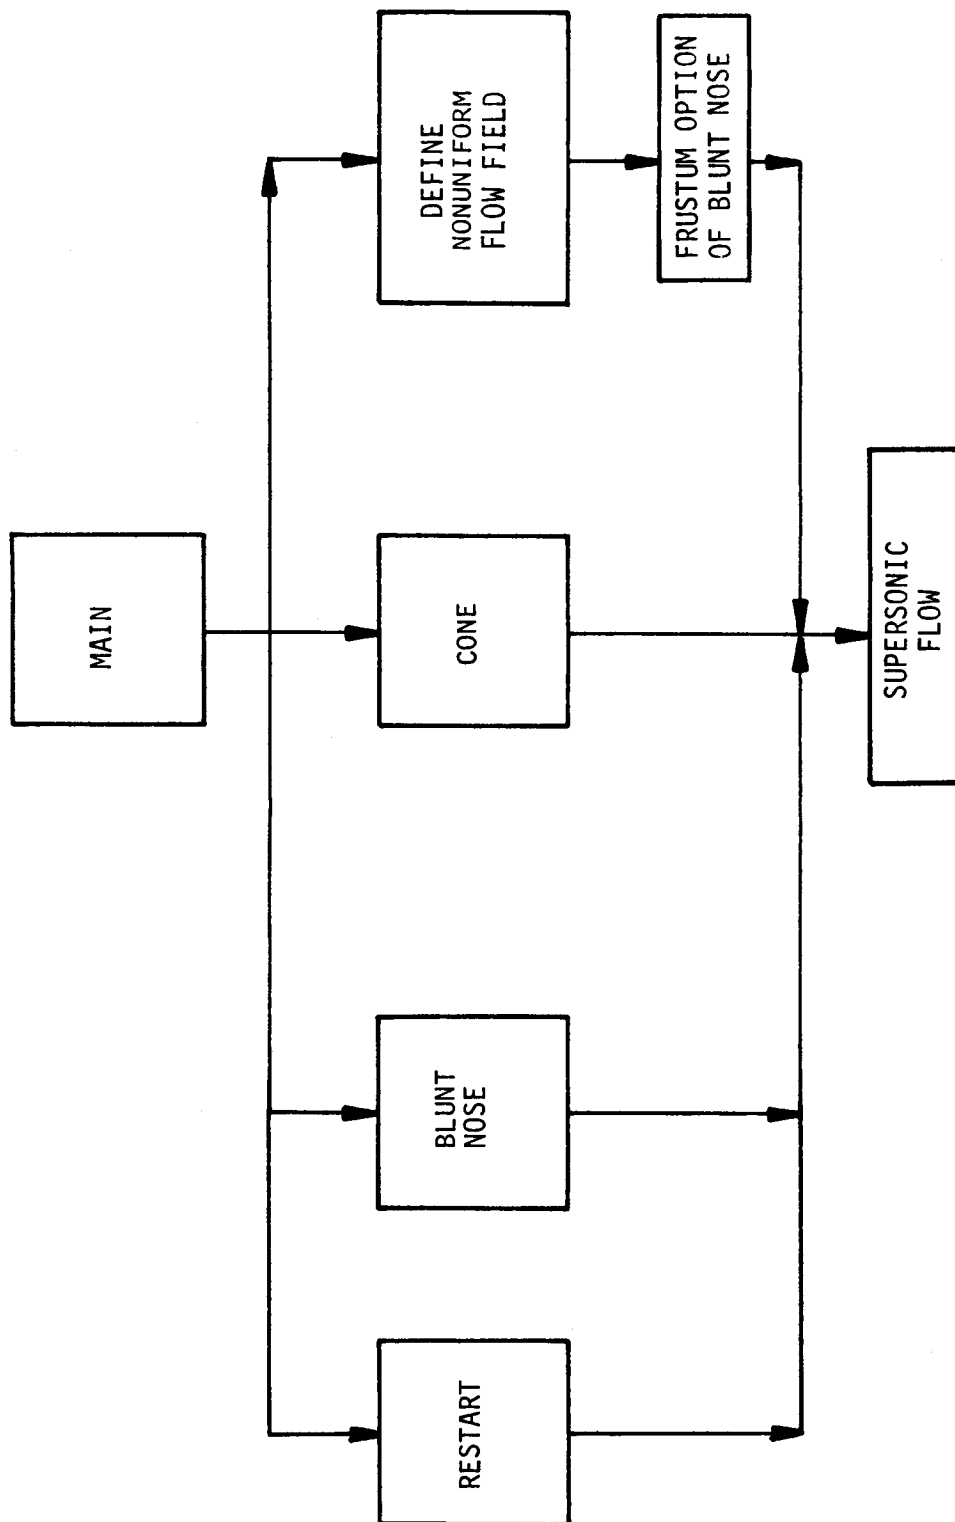 MAIN
RESTART
BLUNT
NOSE
CONE
DEFINE
NONUNIFORM
FLOW FIELD
FRUSTUM OPTION
OF BLUNT NOSE
SUPERSONIC
FLOW